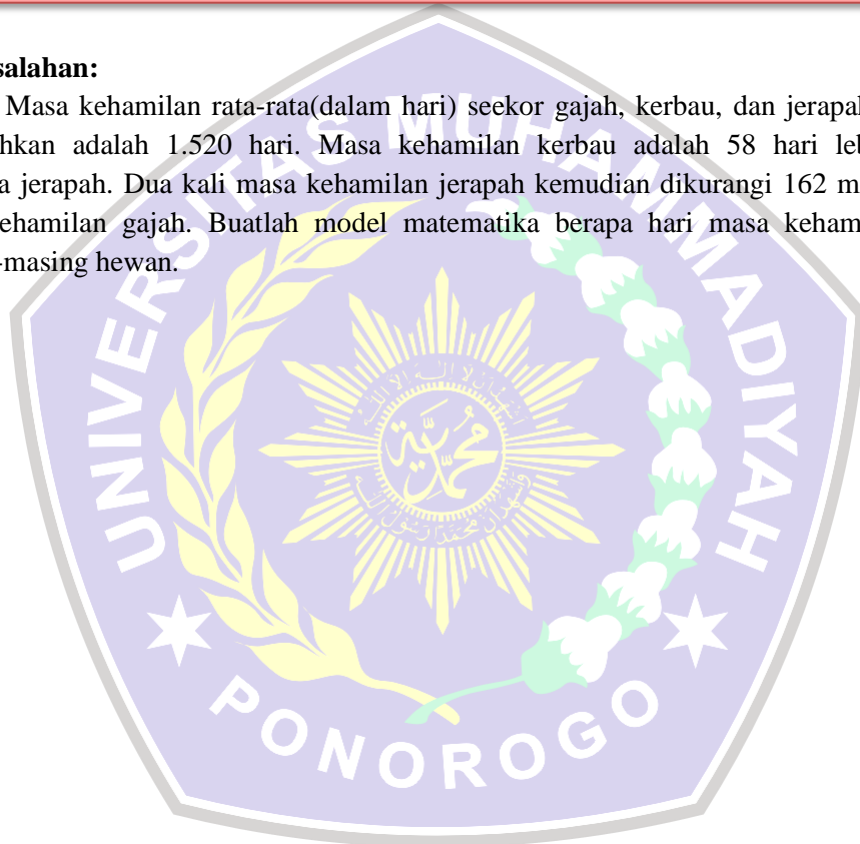 salahan:
Masa kehamilan rata-rata(dalam hari) seekor gajah, kerbau, dan jerapah
hkan adalah 1.520 hari. Masa kehamilan kerbau adalah 58 hari leb
a jerapah. Dua kali masa kehamilan jerapah kemudian dikurangi 162 m
ehamilan gajah. Buatlah model matematika berapa hari masa keham
-masing hewan.
UNIVERSITAS MUHAMMADIYAH
PONOROGO